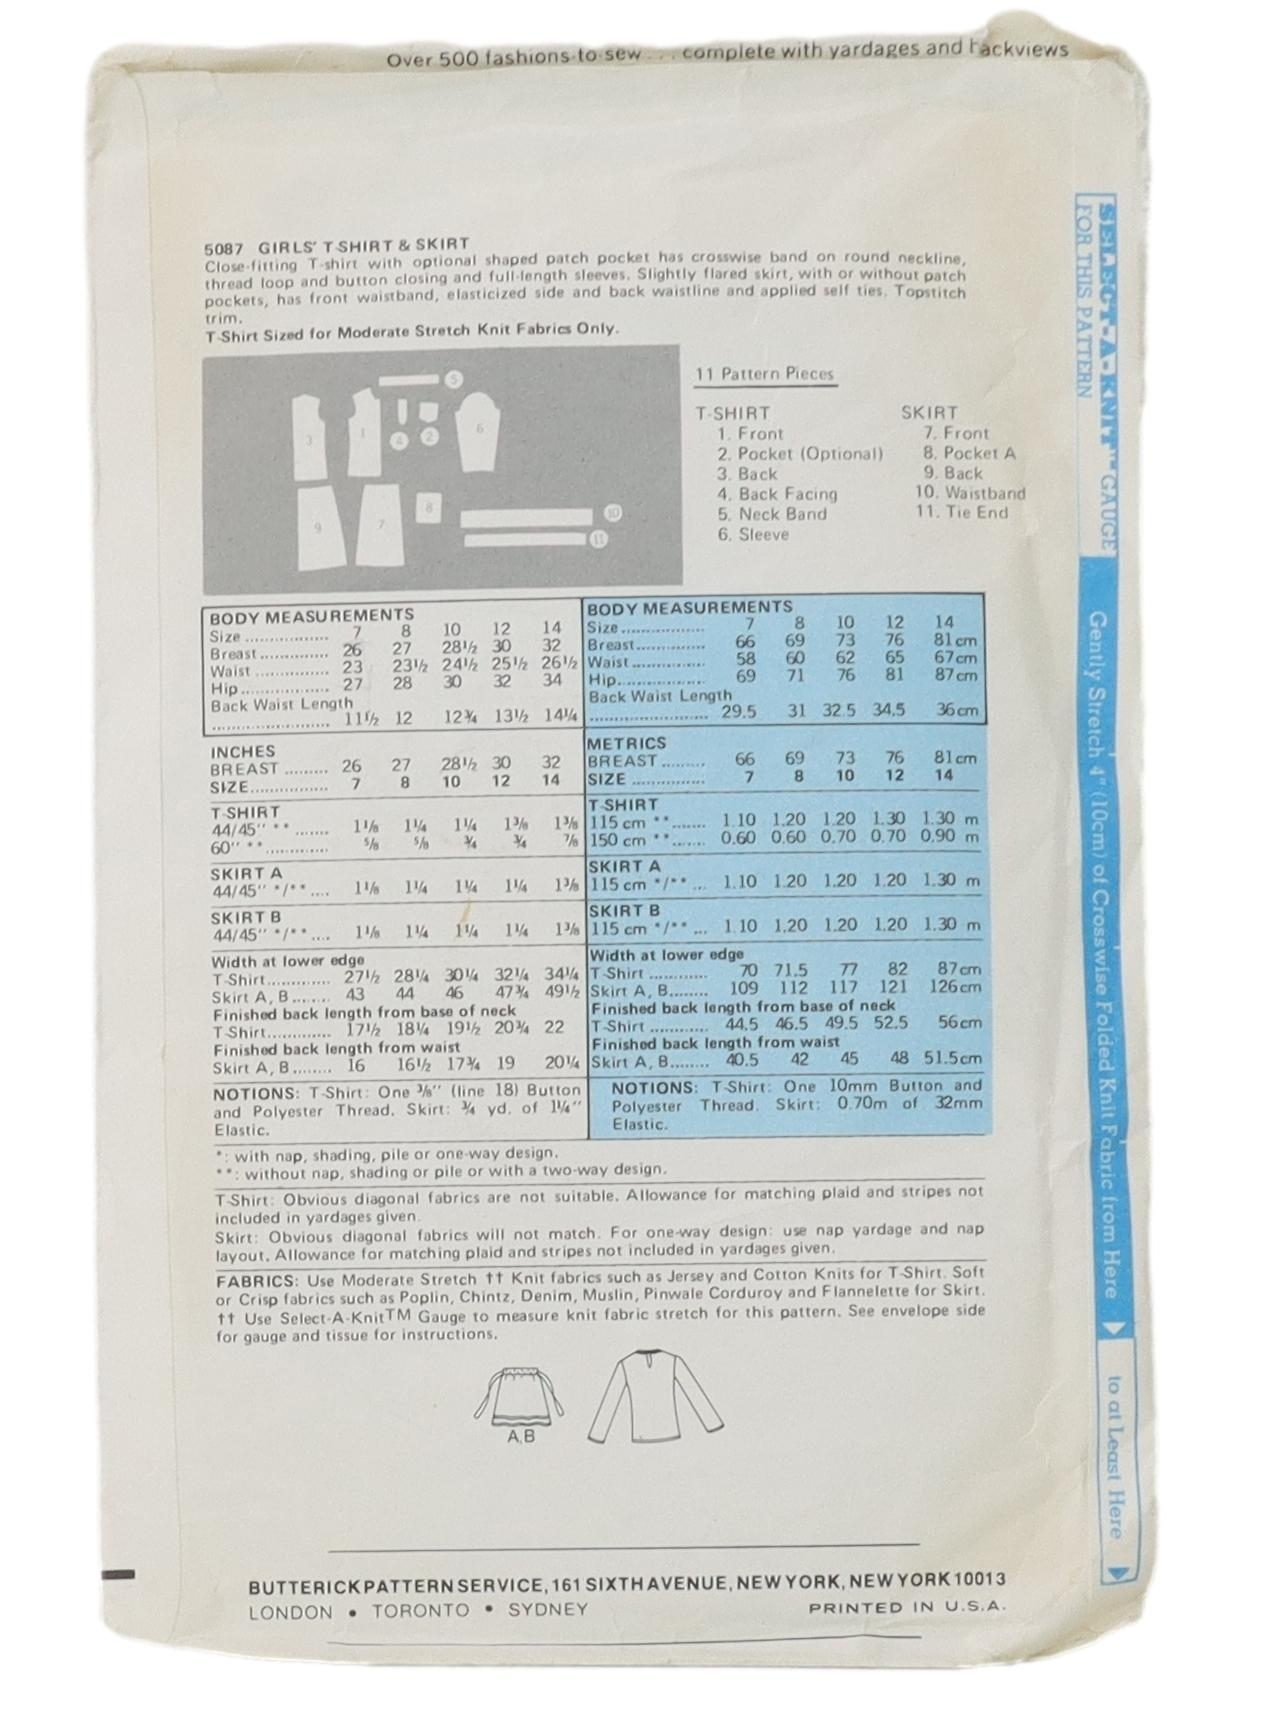 Over 500 fashions to sew . . . complete with yardages and backviews
5087 GIRLS' T-SHIRT & SKIRT
Close-fitting T-shirt with optional shaped patch pocket has crosswise band on round neckline,
thread loop and button closing and full-length sleeves. Slightly flared skirt, with or without patch
pockets, has front waistband, elasticized side and back waistline and applied self ties. Topstitch
trim.
T-Shirt Sized for Moderate Stretch Knit Fabrics Only.
3 1 4 2 5 6
9 7 8 10 11
11 Pattern Pieces
T-SHIRT
1. Front
2. Pocket (Optional)
3. Back
4. Back Facing
5. Neck Band
6. Sleeve
SKIRT
7. Front
8. Pocket A
9. Back
10. Waistband
11. Tie End
BODY MEASUREMENTS
Size ................. 7 8 10 12 14
Breast .............. 26 27 28½ 30 32
Waist ............... 23 23½ 24½ 25½ 26½
Hip .................. 27 28 30 32 34
Back Waist Length
........................ 11½ 12 12¾ 13½ 14¼
INCHES
BREAST ......... 26 27 28½ 30 32
SIZE ................ 7 8 10 12 14
T-SHIRT
44/45" ** ....... 1⅛ 1¼ 1¼ 1⅜ 1⅜
60" ** ............. ⅝ ⅝ ¾ ¾ ⅞
SKIRT A
44/45" */** .... 1⅛ 1¼ 1¼ 1¼ 1⅜
SKIRT B
44/45" */** .... 1⅛ 1¼ 1¼ 1¼ 1⅜
Width at lower edge
T-Shirt ............. 27½ 28¼ 30¼ 32¼ 34¼
Skirt A, B ........ 43 44 46 47¾ 49½
Finished back length from base of neck
T-Shirt ............. 17½ 18¼ 19½ 20¾ 22
Finished back length from waist
Skirt A, B ........ 16 16½ 17¾ 19 20¼
NOTIONS: T-Shirt: One ⅜" (line 18) Button
and Polyester Thread. Skirt: ¾ yd. of 1¼"
Elastic.
BODY MEASUREMENTS
Size ................. 7 8 10 12 14
Breast .............. 66 69 73 76 81 cm
Waist ............... 58 60 62 65 67 cm
Hip .................. 69 71 76 81 87 cm
Back Waist Length
........................ 29.5 31 32.5 34.5 36 cm
METRICS
BREAST ......... 66 69 73 76 81 cm
SIZE ............... 7 8 10 12 14
T-SHIRT
115 cm ** ....... 1.10 1.20 1.20 1.30 1.30 m
150 cm ** ....... 0.60 0.60 0.70 0.70 0.90 m
SKIRT A
115 cm */** ... 1.10 1.20 1.20 1.20 1.30 m
SKIRT B
115 cm */** ... 1.10 1.20 1.20 1.20 1.30 m
Width at lower edge
T-Shirt ............ 70 71.5 77 82 87 cm
Skirt A, B ........ 109 112 117 121 126 cm
Finished back length from base of neck
T-Shirt ............ 44.5 46.5 49.5 52.5 56 cm
Finished back length from waist
Skirt A, B ........ 40.5 42 45 48 51.5 cm
NOTIONS: T-Shirt: One 10mm Button and
Polyester Thread. Skirt: 0.70m of 32mm
Elastic.
*: with nap, shading, pile or one-way design.
**: without nap, shading or pile or with a two-way design.
T-Shirt: Obvious diagonal fabrics are not suitable. Allowance for matching plaid and stripes not
included in yardages given.
Skirt: Obvious diagonal fabrics will not match. For one-way design: use nap yardage and nap
layout. Allowance for matching plaid and stripes not included in yardages given.
FABRICS: Use Moderate Stretch †† Knit fabrics such as Jersey and Cotton Knits for T-Shirt. Soft
or Crisp fabrics such as Poplin, Chintz, Denim, Muslin, Pinwale Corduroy and Flannelette for Skirt.
†† Use Select-A-Knit™ Gauge to measure knit fabric stretch for this pattern. See envelope side
for gauge and tissue for instructions.
A,B
BUTTERICK PATTERN SERVICE, 161 SIXTH AVENUE, NEW YORK, NEW YORK 10013
LONDON • TORONTO • SYDNEY
PRINTED IN U.S.A.
SELECT-A-KNIT" GAUGE
FOR THIS PATTERN
Gently Stretch 4" (10cm) of Crosswise Folded Knit Fabric from Here
to at Least Here